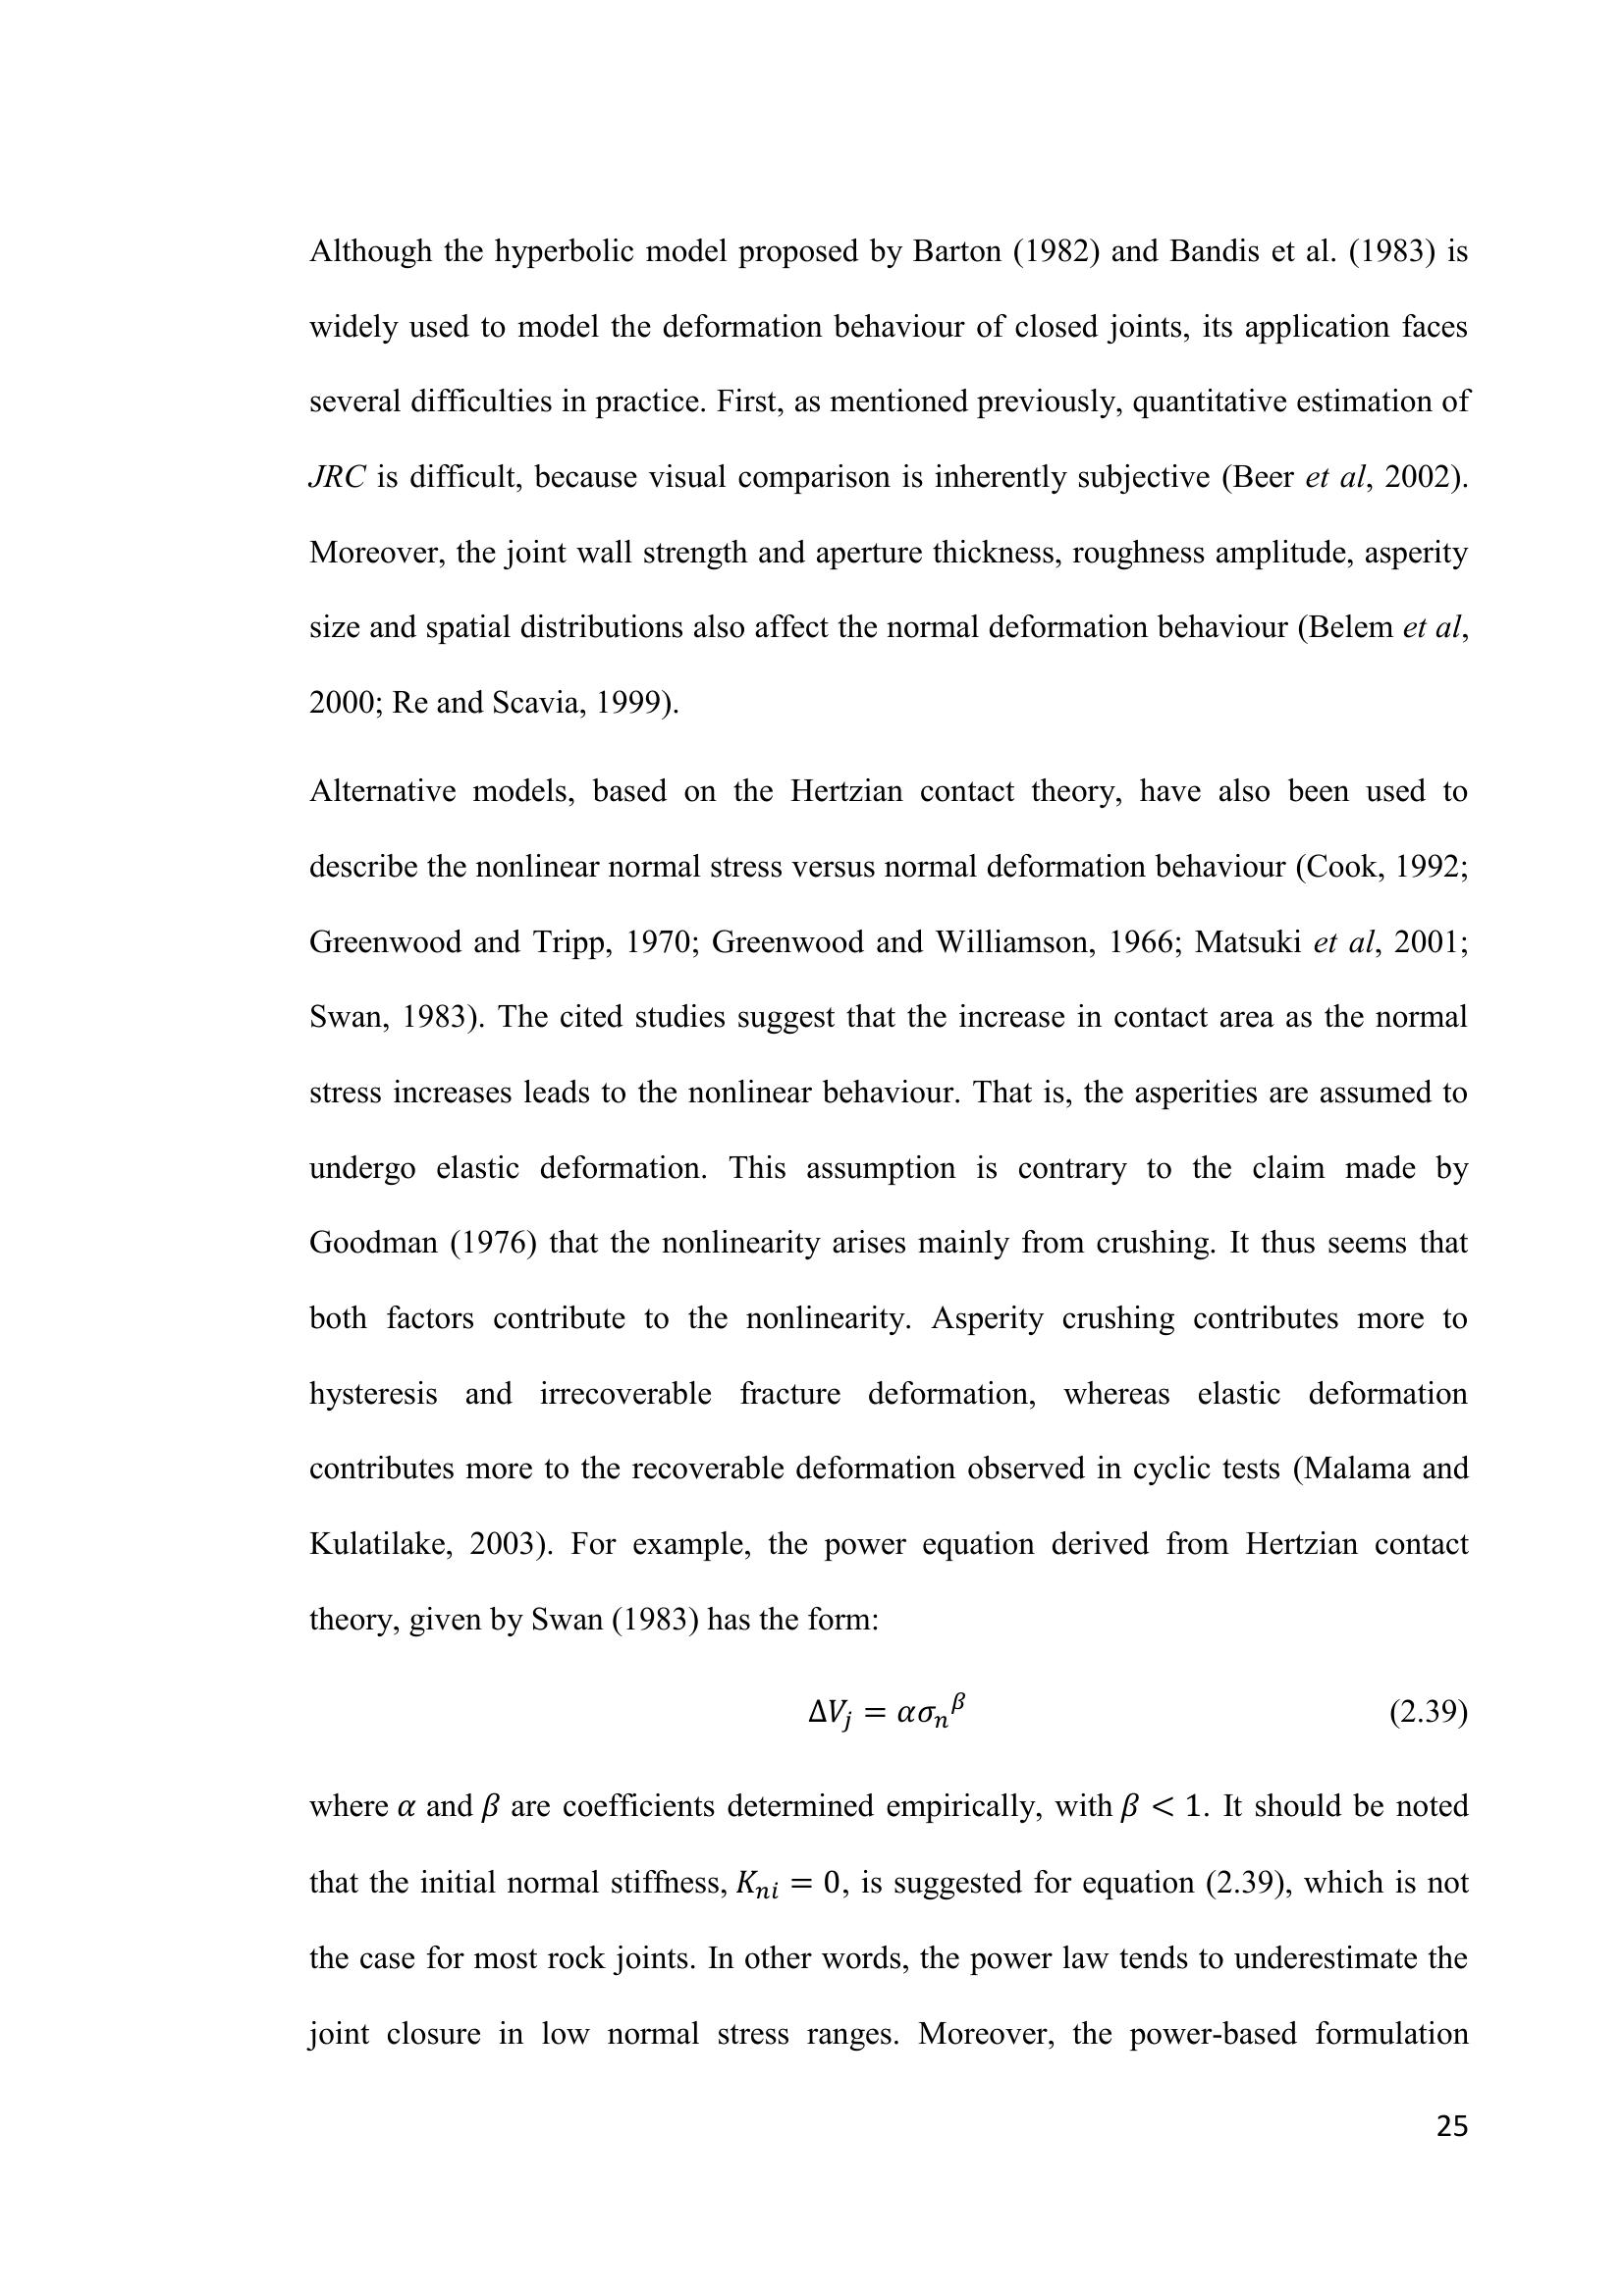 Although the hyperbolic model proposed by Barton (1982) and Bandis et al. (1983) is
widely used to model the deformation behaviour of closed joints, its application faces
several difficulties in practice. First, as mentioned previously, quantitative estimation of
JRC is difficult, because visual comparison is inherently subjective (Beer et al, 2002).
Moreover, the joint wall strength and aperture thickness, roughness amplitude, asperity
size and spatial distributions also affect the normal deformation behaviour (Belem et al,
2000; Re and Scavia, 1999).
Alternative models, based on the Hertzian contact theory, have also been used to
describe the nonlinear normal stress versus normal deformation behaviour (Cook, 1992;
Greenwood and Tripp, 1970; Greenwood and Williamson, 1966; Matsuki et al, 2001;
Swan, 1983). The cited studies suggest that the increase in contact area as the normal
stress increases leads to the nonlinear behaviour. That is, the asperities are assumed to
undergo elastic deformation. This assumption is contrary to the claim made by
Goodman (1976) that the nonlinearity arises mainly from crushing. It thus seems that
both factors contribute to the nonlinearity. Asperity crushing contributes more to
hysteresis and irrecoverable fracture deformation, whereas elastic deformation
contributes more to the recoverable deformation observed in cyclic tests (Malama and
Kulatilake, 2003). For example, the power equation derived from Hertzian contact
theory, given by Swan (1983) has the form:
ΔV_j = ασ_n^β (2.39)
where α and β are coefficients determined empirically, with β < 1. It should be noted
that the initial normal stiffness, K_ni = 0, is suggested for equation (2.39), which is not
the case for most rock joints. In other words, the power law tends to underestimate the
joint closure in low normal stress ranges. Moreover, the power-based formulation
25